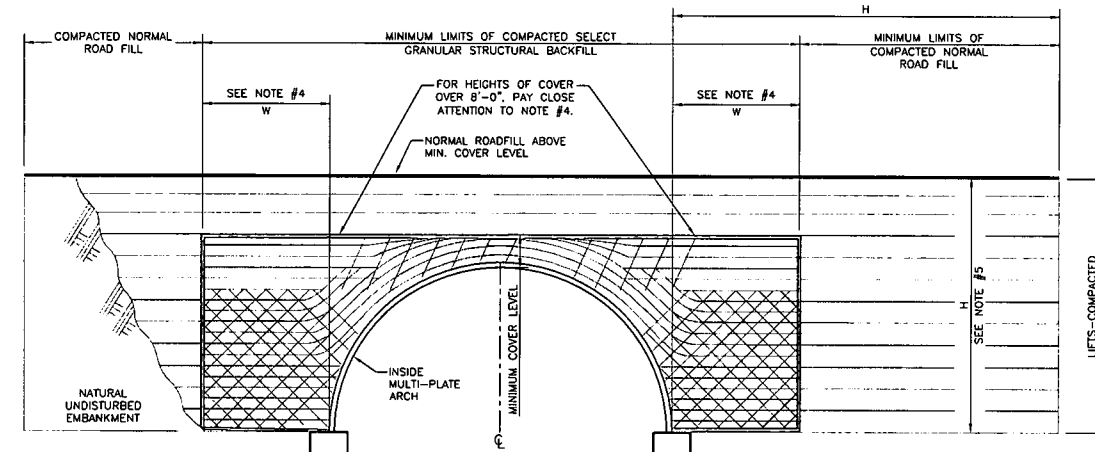 H
COMPACTED NORMAL
ROAD FILL
MINIMUM LIMITS OF COMPACTED SELECT
GRANULAR STRUCTURAL BACKFILL
MINIMUM LIMITS OF
COMPACTED NORMAL
ROAD FILL
SEE NOTE #4
W
FOR HEIGHTS OF COVER
OVER 8'-0", PAY CLOSE
ATTENTION TO NOTE #4.
SEE NOTE #4
W
NORMAL ROADFILL ABOVE
MIN. COVER LEVEL
INSIDE
MULTI-PLATE
ARCH
MINIMUM COVER LEVEL
H
SEE NOTE #5
LIFTS-COMPACTED
NATURAL
UNDISTURBED
EMBANKMENT
℄